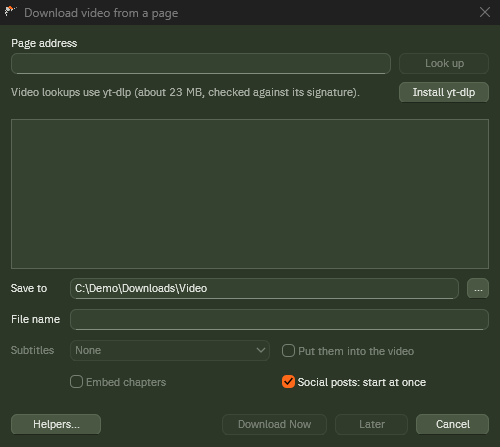 Download video from a page
Page address
Look up
Video lookups use yt-dlp (about 23 MB, checked against its signature).
Install yt-dlp
Save to
C:\Demo\Downloads\Video
...
File name
Subtitles
None
Put them into the video
Embed chapters
Social posts: start at once
Helpers...
Download Now
Later
Cancel